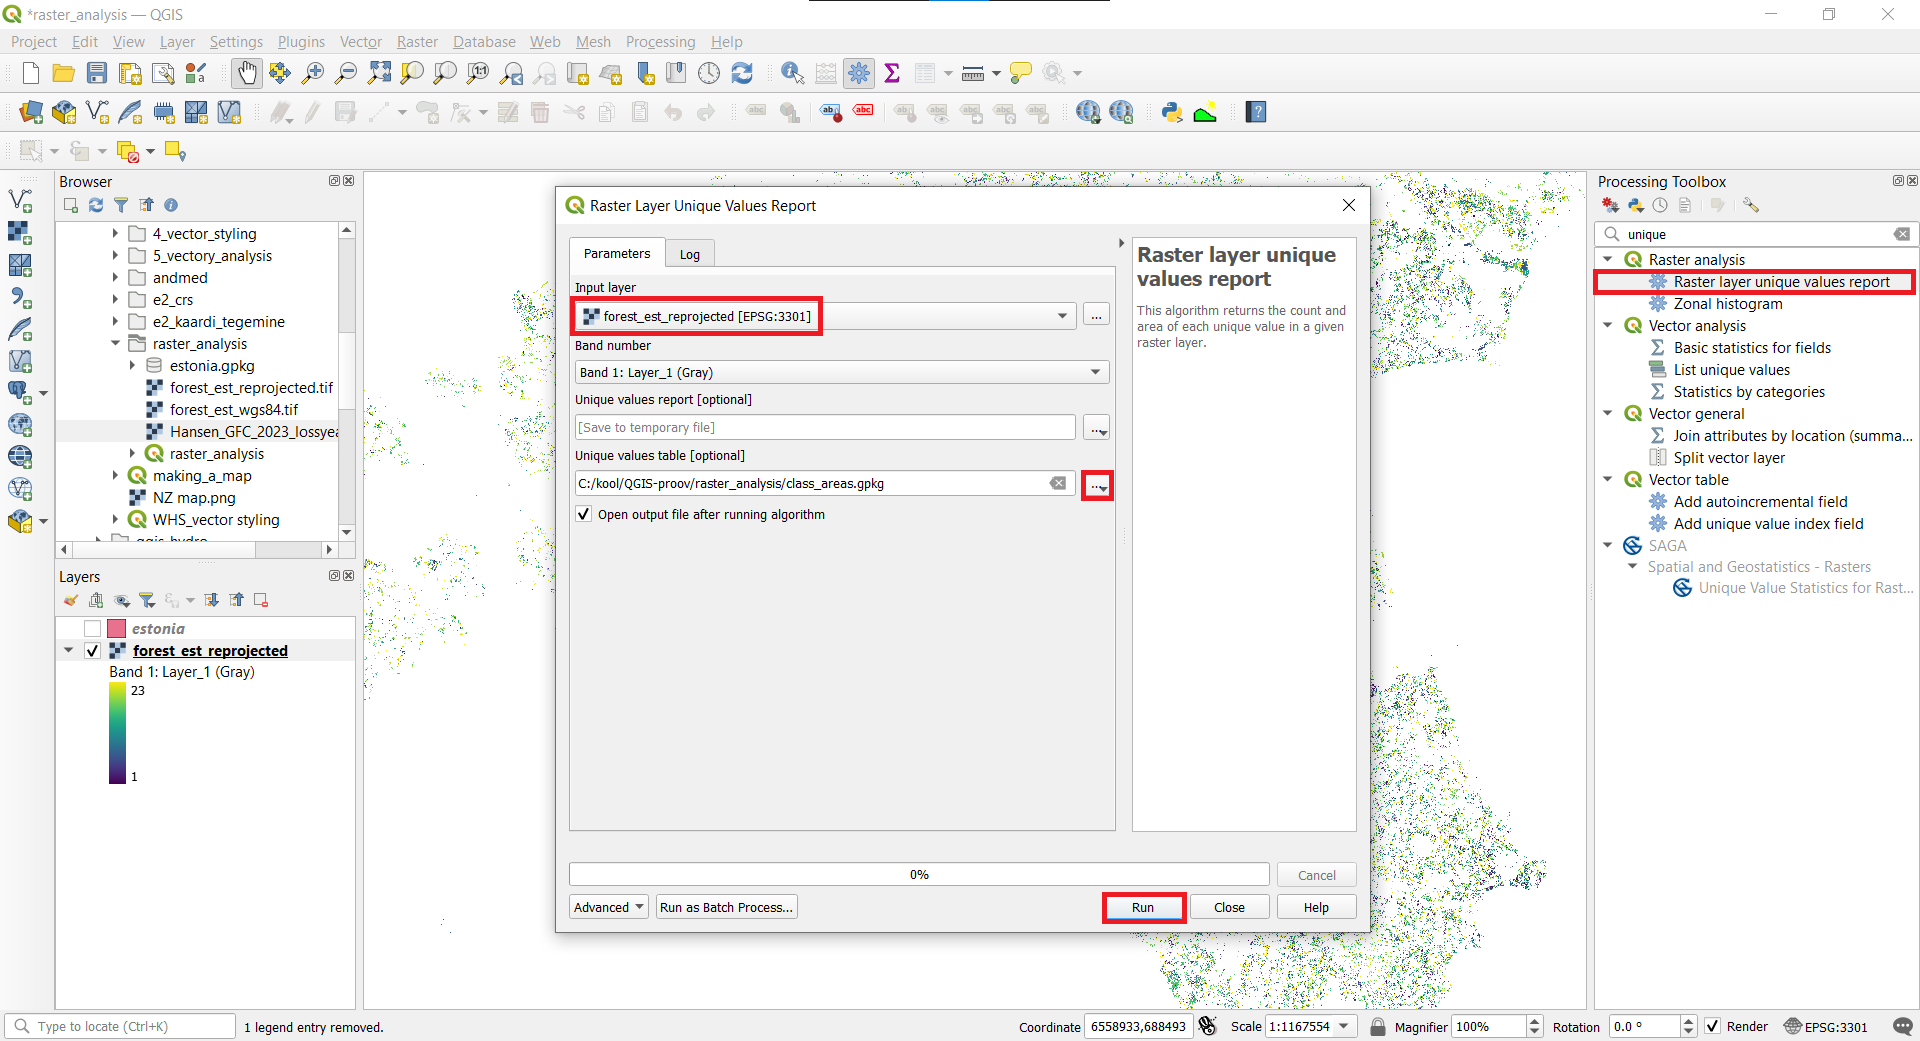 *raster_analysis — QGIS
Project Edit View Layer Settings Plugins Vector Raster Database Web Mesh Processing Help
Browser
4_vector_styling
5_vectory_analysis
andmed
e2_crs
e2_kaardi_tegemine
raster_analysis
estonia.gpkg
forest_est_reprojected.tif
forest_est_wgs84.tif
Hansen_GFC_2023_lossyea
raster_analysis
making_a_map
NZ map.png
WHS_vector styling
qgis_hydro
Layers
estonia
forest_est_reprojected
Band 1: Layer_1 (Gray)
23
1
Raster Layer Unique Values Report
Parameters Log
Input layer
forest_est_reprojected [EPSG:3301]
...
Band number
Band 1: Layer_1 (Gray)
Unique values report [optional]
[Save to temporary file]
...
Unique values table [optional]
C:/kool/QGIS-proov/raster_analysis/class_areas.gpkg
...
Open output file after running algorithm
Raster layer unique
values report
This algorithm returns the count and
area of each unique value in a given
raster layer.
0%
Cancel
Advanced Run as Batch Process... Run Close Help
Processing Toolbox
unique
Raster analysis
Raster layer unique values report
Zonal histogram
Vector analysis
Basic statistics for fields
List unique values
Statistics by categories
Vector general
Join attributes by location (summa...
Split vector layer
Vector table
Add autoincremental field
Add unique value index field
SAGA
Spatial and Geostatistics - Rasters
Unique Value Statistics for Rast...
Type to locate (Ctrl+K) 1 legend entry removed. Coordinate 6558933,688493 Scale 1:1167554 Magnifier 100% Rotation 0.0 ° Render EPSG:3301